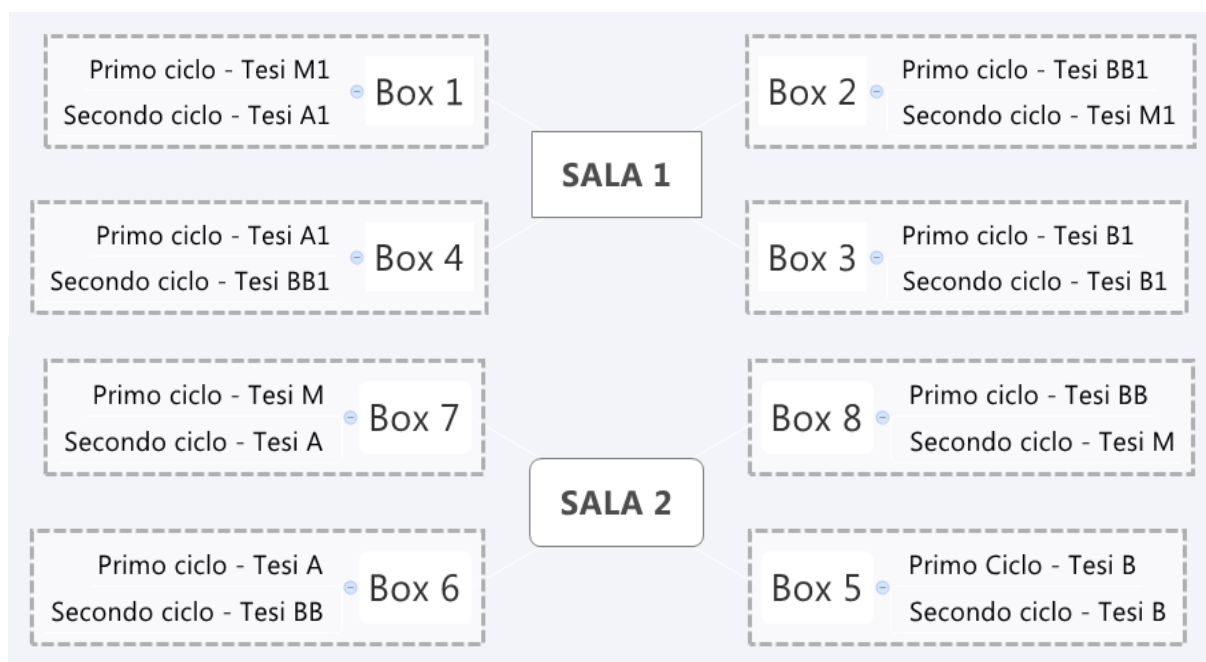 Primo ciclo - Tesi M1
Secondo ciclo - Tesi A1
Box 1
Box 2
Primo ciclo - Tesi BB1
Secondo ciclo - Tesi M1
SALA 1
Primo ciclo - Tesi A1
Secondo ciclo - Tesi BB1
Box 4
Box 3
Primo ciclo - Tesi B1
Secondo ciclo - Tesi B1
Primo ciclo - Tesi M
Secondo ciclo - Tesi A
Box 7
Box 8
Primo ciclo - Tesi BB
Secondo ciclo - Tesi M
SALA 2
Primo ciclo - Tesi A
Secondo ciclo - Tesi BB
Box 6
Box 5
Primo Ciclo - Tesi B
Secondo ciclo - Tesi B